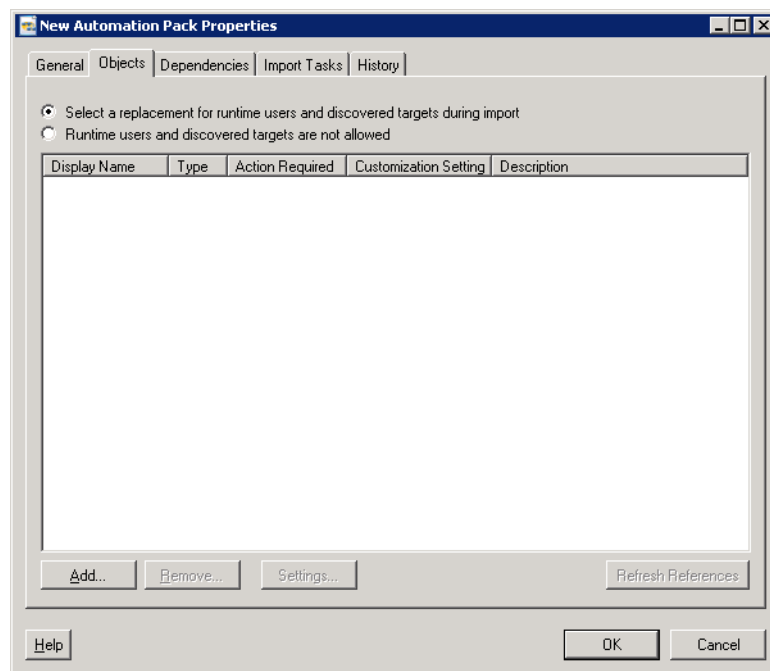 New Automation Pack Properties
General Objects Dependencies Import Tasks History
Select a replacement for runtime users and discovered targets during import
Runtime users and discovered targets are not allowed
Display Name Type Action Required Customization Setting Description
Add... Remove... Settings... Refresh References
Help OK Cancel